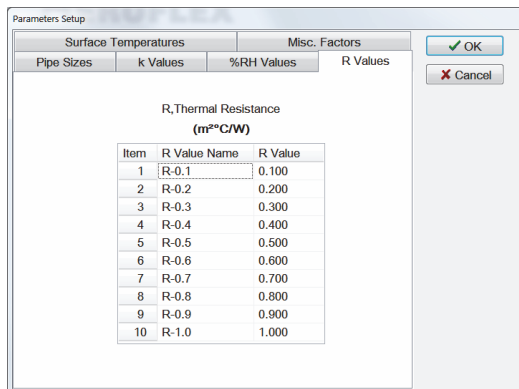 Parameters Setup
Surface Temperatures Misc. Factors
Pipe Sizes k Values %RH Values R Values
OK
Cancel
R,Thermal Resistance
(m²ºC/W)
Item R Value Name R Value
1 R-0.1 0.100
2 R-0.2 0.200
3 R-0.3 0.300
4 R-0.4 0.400
5 R-0.5 0.500
6 R-0.6 0.600
7 R-0.7 0.700
8 R-0.8 0.800
9 R-0.9 0.900
10 R-1.0 1.000